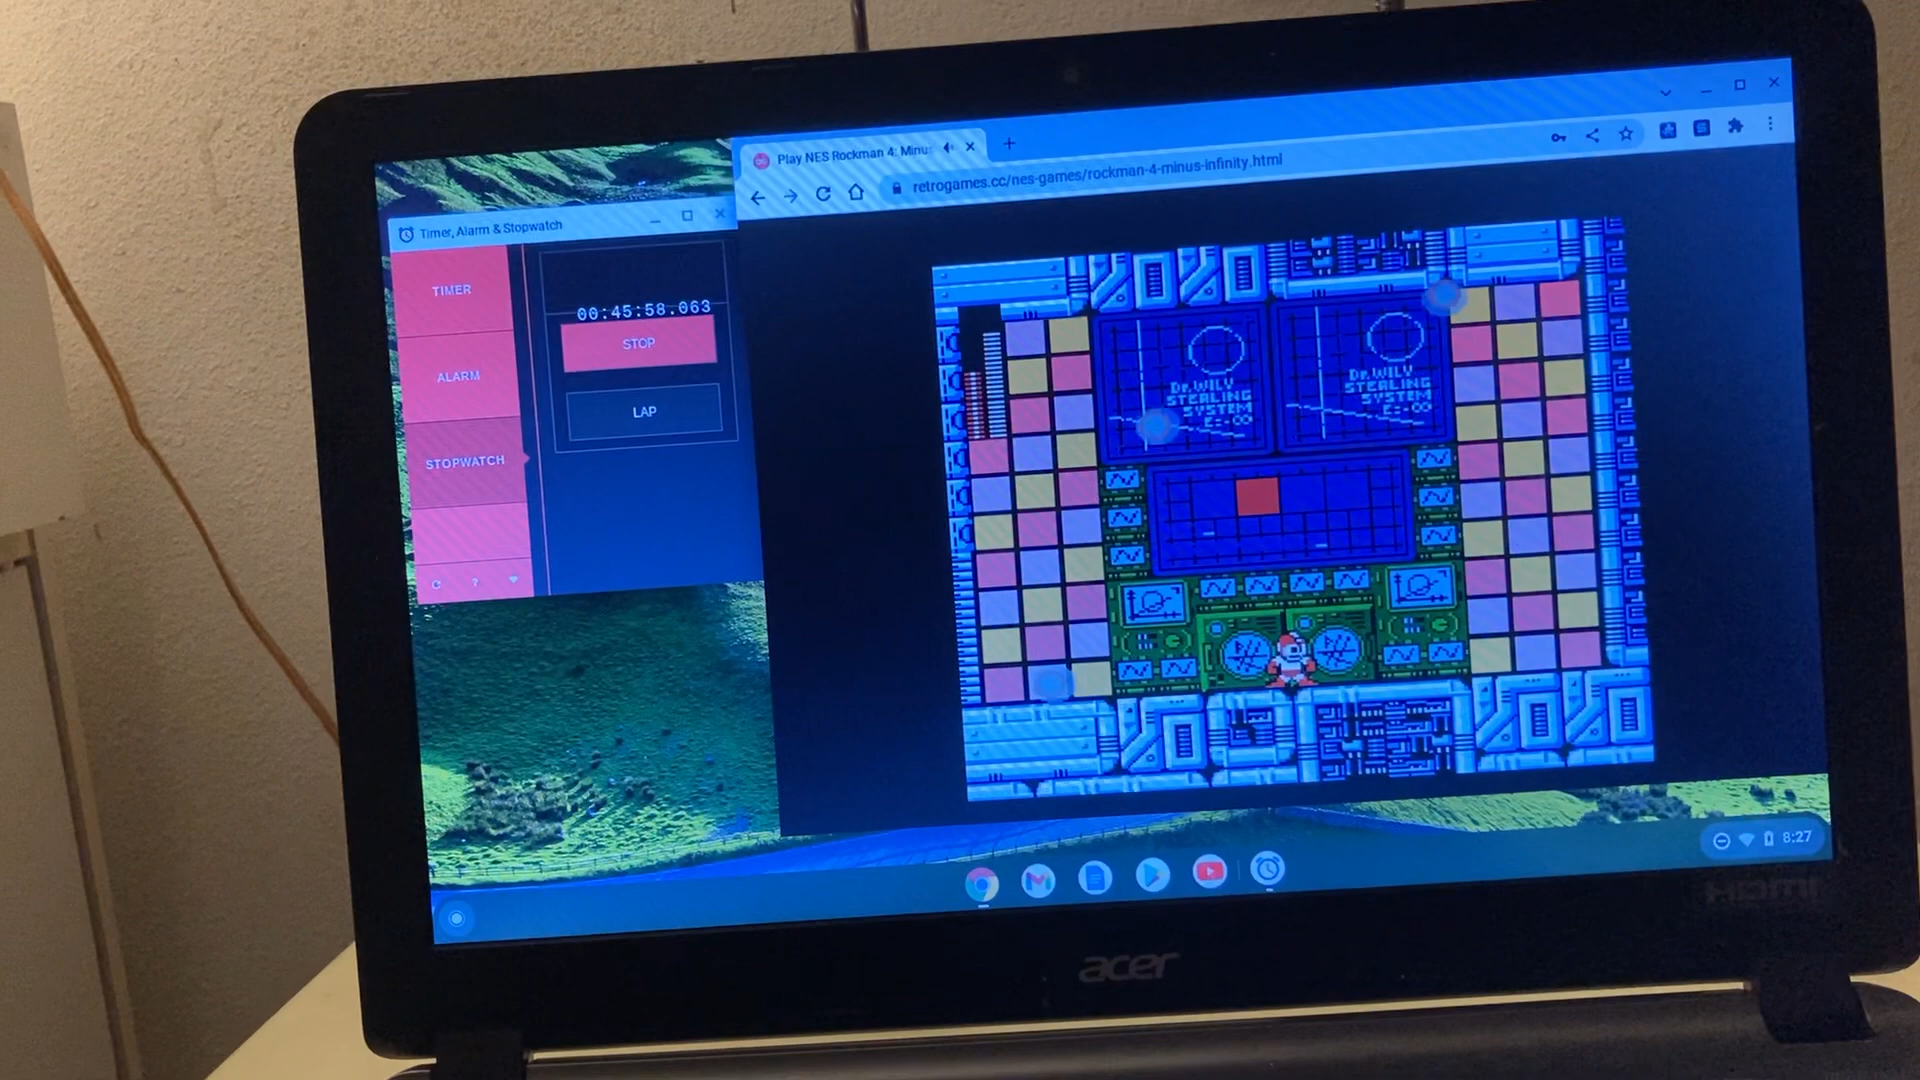 Play NES Rockman 4: Minu
retrogames.cc/nes-games/rockman-4-minus-infinity.html
Timer, Alarm & Stopwatch
TIMER
ALARM
STOPWATCH
00:45:58.063
STOP
LAP
Dr.WILY
STEALING
SYSTEM
E=-∞
Dr.WILY
STEALING
SYSTEM
E=-∞
8:27
HDMI
acer